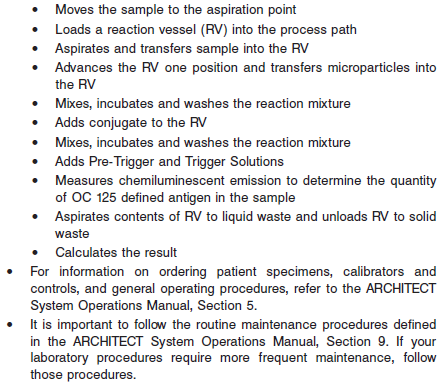 • Moves the sample to the aspiration point
• Loads a reaction vessel (RV) into the process path
• Aspirates and transfers sample into the RV
• Advances the RV one position and transfers microparticles into
the RV
• Mixes, incubates and washes the reaction mixture
• Adds conjugate to the RV
• Mixes, incubates and washes the reaction mixture
• Adds Pre-Trigger and Trigger Solutions
• Measures chemiluminescent emission to determine the quantity
of OC 125 defined antigen in the sample
• Aspirates contents of RV to liquid waste and unloads RV to solid
waste
• Calculates the result
• For information on ordering patient specimens, calibrators and
controls, and general operating procedures, refer to the ARCHITECT
System Operations Manual, Section 5.
• It is important to follow the routine maintenance procedures defined
in the ARCHITECT System Operations Manual, Section 9. If your
laboratory procedures require more frequent maintenance, follow
those procedures.